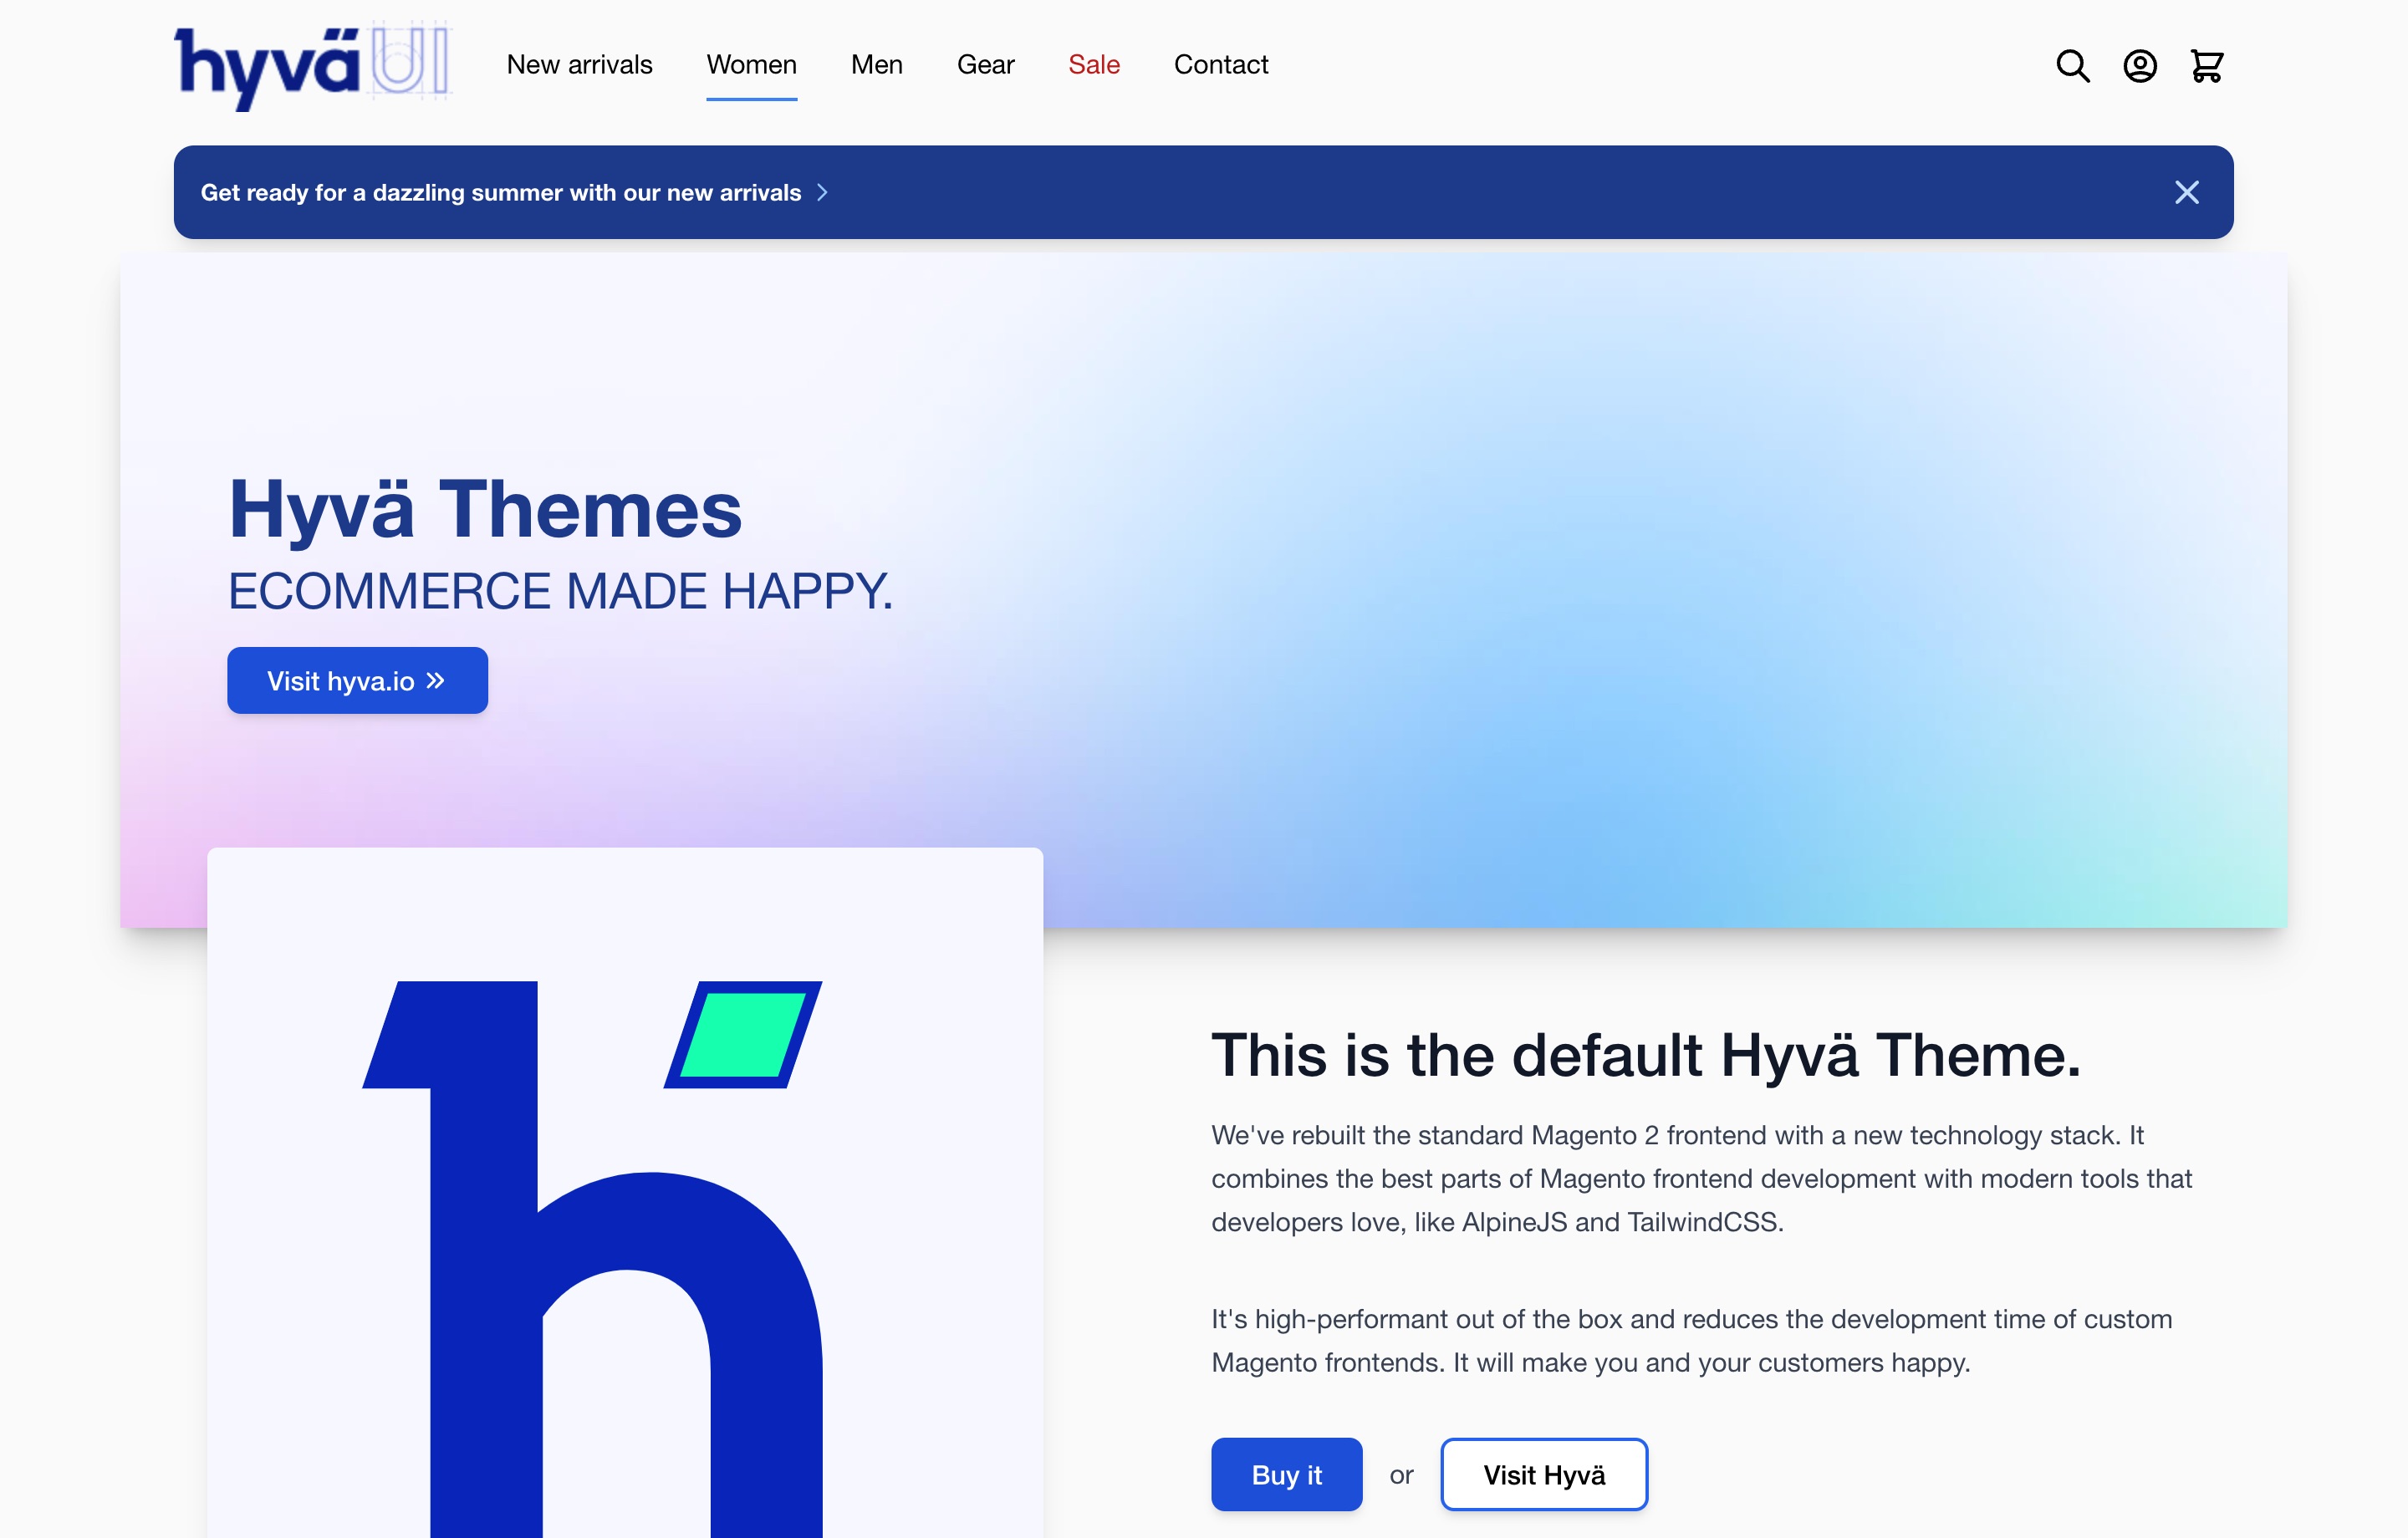 hyvä UI
New arrivals
Women
Men
Gear
Sale
Contact
Get ready for a dazzling summer with our new arrivals
Hyvä Themes
ECOMMERCE MADE HAPPY.
Visit hyva.io
This is the default Hyvä Theme.
We've rebuilt the standard Magento 2 frontend with a new technology stack. It
combines the best parts of Magento frontend development with modern tools that
developers love, like AlpineJS and TailwindCSS.
It's high-performant out of the box and reduces the development time of custom
Magento frontends. It will make you and your customers happy.
Buy it
or
Visit Hyvä